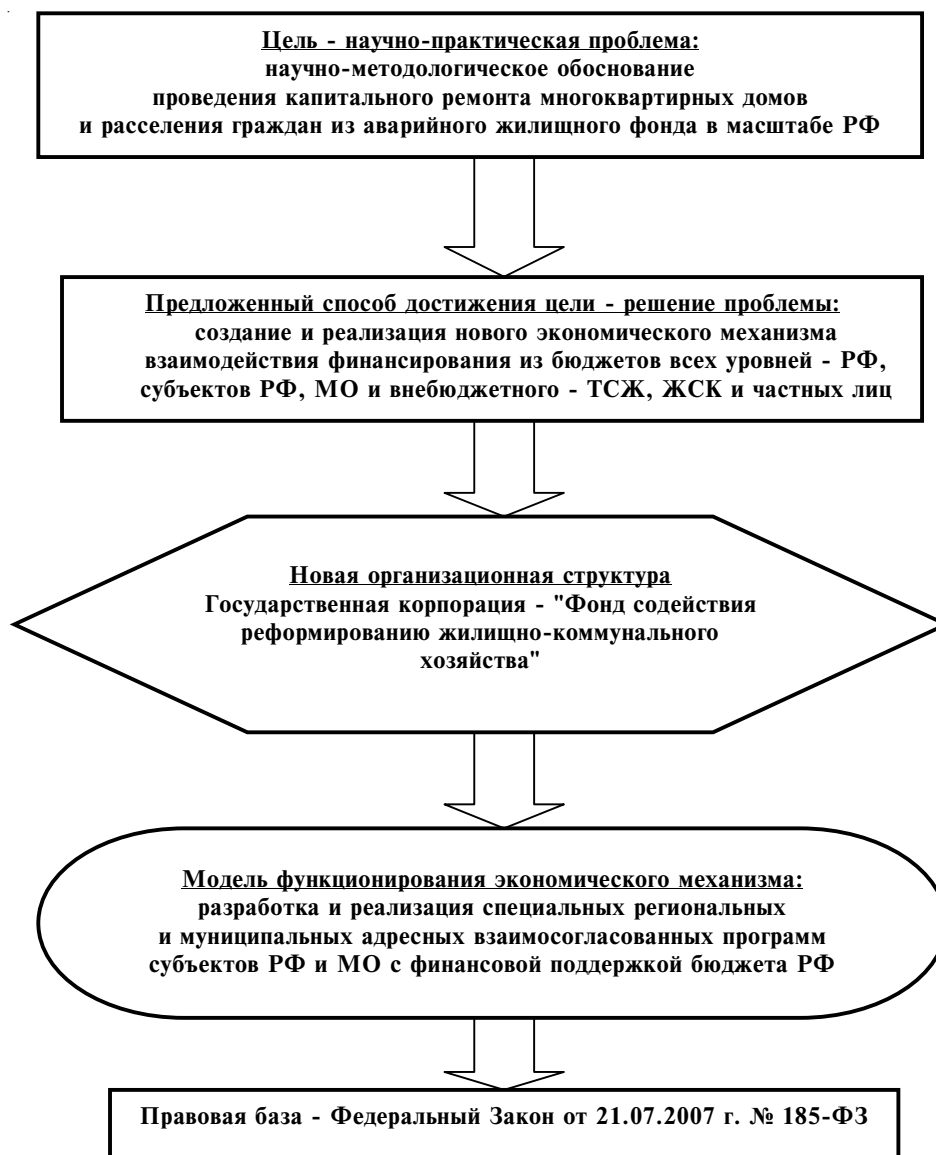 Цель - научно-практическая проблема:
научно-методологическое обоснование
проведения капитального ремонта многоквартирных домов
и расселения граждан из аварийного жилищного фонда в масштабе РФ
Предложенный способ достижения цели - решение проблемы:
создание и реализация нового экономического механизма
взаимодействия финансирования из бюджетов всех уровней - РФ,
субъектов РФ, МО и внебюджетного - ТСЖ, ЖСК и частных лиц
Новая организационная структура
Государственная корпорация - "Фонд содействия
реформированию жилищно-коммунального
хозяйства"
Модель функционирования экономического механизма:
разработка и реализация специальных региональных
и муниципальных адресных взаимосогласованных программ
субъектов РФ и МО с финансовой поддержкой бюджета РФ
Правовая база - Федеральный Закон от 21.07.2007 г. № 185-ФЗ